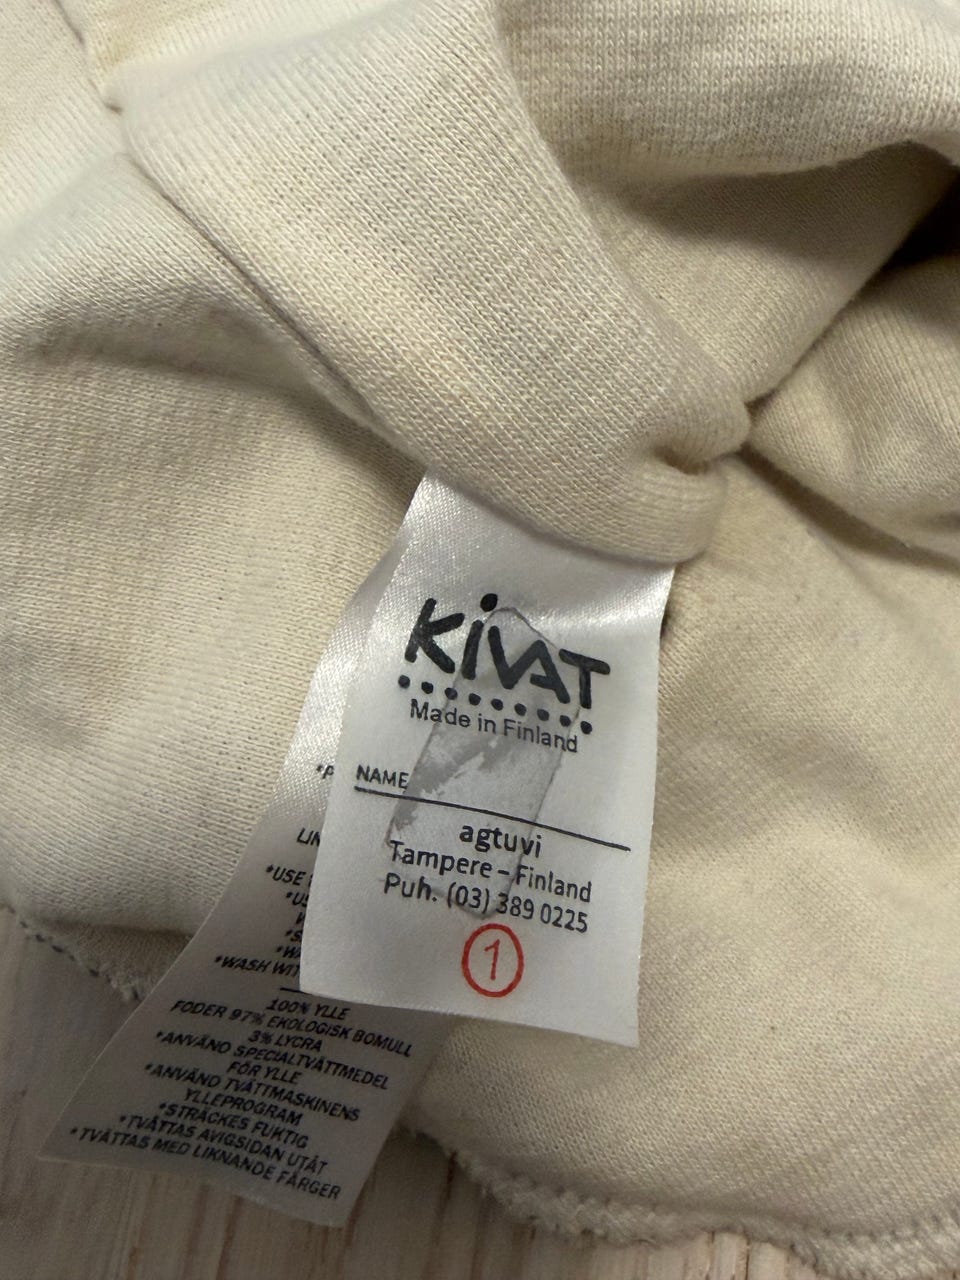 KiVAT
Made in Finland
NAME
agtuvi
Tampere – Finland
Puh. (03) 389 0225
1
*USE
*WASH WIT
100% YLLE
FODER 97% EKOLOGISK BOMULL
3% LYCRA
*ANVÄND SPECIALTVÄTTMEDEL
FÖR YLLE
*ANVÄND TVÄTTMASKINENS
YLLEPROGRAM
*STRÄCKES FUKTIG
*TVÄTTAS AVIGSIDAN UTÅT
*TVÄTTAS MED LIKNANDE FÄRGER